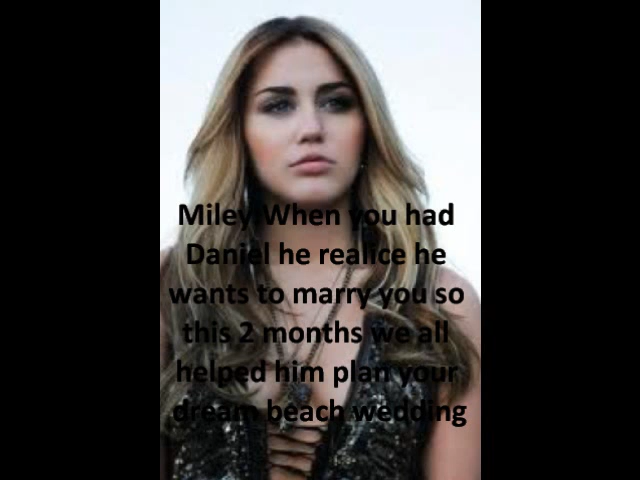 Miley:When you had
Daniel he realice he
wants to marry you so
this 2 months we all
helped him plan your
dream beach wedding